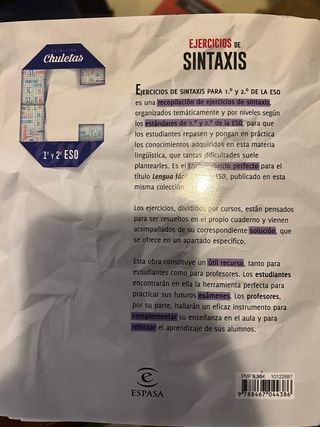 Colección
Chuletas
1º y 2º ESO
EJERCICIOS DE
SINTAXIS
EJERCICIOS DE SINTAXIS PARA 1.º Y 2.º DE LA ESO
es una recopilación de ejercicios de sintaxis,
organizados temáticamente y por niveles según
los estándares de 1.º y 2.º de la ESO, para que
los estudiantes repasen y pongan en práctica
los conocimientos adquiridos en esta materia
lingüística, que tantas dificultades suele
plantearles. Es el perfecto para el
título Lengua ESO, publicado en esta
misma colección.
Los ejercicios, divididos por cursos, están pensados
para ser resueltos en el propio cuaderno y vienen
acompañados de su correspondiente solución, que
se ofrece en un apartado específico.
Esta obra constituye un útil recurso, tanto para
estudiantes como para profesores. Los estudiantes
encontrarán en ella la herramienta perfecta para
practicar sus futuros exámenes. Los profesores,
por su parte, hallarán un eficaz instrumento para
complementar su enseñanza en el aula y para
reforzar el aprendizaje de sus alumnos.
e
ESPASA
PVP 9,95€ 10122667
9 788467 044386